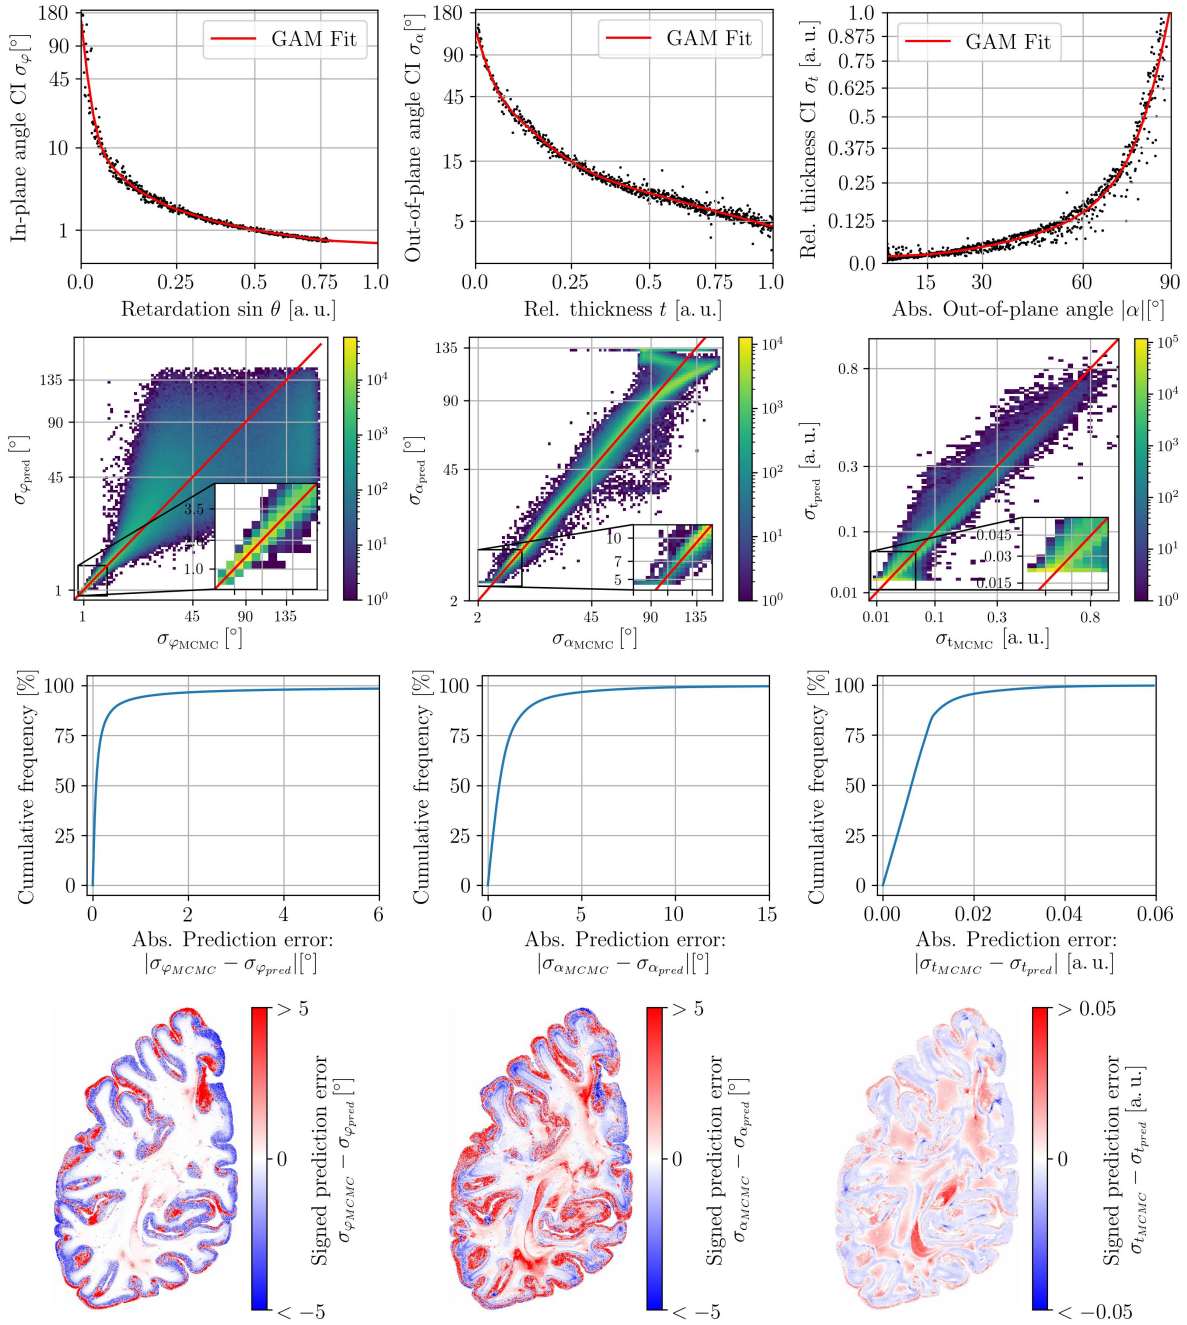 In-plane angle CI σφ[°]
180
90
45
10
1
GAM Fit
0.0 0.25 0.5 0.75 1.0
Retardation sin θ [a. u.]
Out-of-plane angle CI σα[°]
180
90
45
15
5
GAM Fit
0.0 0.25 0.5 0.75 1.0
Rel. thickness t [a. u.]
Rel. thickness CI σt [a. u.]
1.0
0.875
0.75
0.625
0.5
0.375
0.25
0.125
0.0
GAM Fit
15 30 60 90
Abs. Out-of-plane angle |α|[°]
σφpred [°]
135
90
45
1
3.5
1.0
1 45 90 135
σφMCMC [°]
10⁴
10³
10²
10¹
10⁰
σαpred [°]
135
90
45
2
10
7
5
2 45 90 135
σαMCMC [°]
10⁴
10³
10²
10¹
10⁰
σtpred [a. u.]
0.8
0.3
0.1
0.01
0.045
0.03
0.015
0.01 0.1 0.3 0.8
σtMCMC [a. u.]
10⁵
10⁴
10³
10²
10¹
10⁰
Cumulative frequency [%]
100
75
50
25
0
0 2 4 6
Abs. Prediction error:
|σφMCMC − σφpred|[°]
Cumulative frequency [%]
100
75
50
25
0
0 5 10 15
Abs. Prediction error:
|σαMCMC − σαpred|[°]
Cumulative frequency [%]
100
75
50
25
0
0.00 0.02 0.04 0.06
Abs. Prediction error:
|σtMCMC − σtpred| [a. u.]
> 5
0
< −5
Signed prediction error
σφMCMC − σφpred [°]
> 5
0
< −5
Signed prediction error
σαMCMC − σαpred [°]
> 0.05
0
< −0.05
Signed prediction error
σtMCMC − σtpred [a. u.]